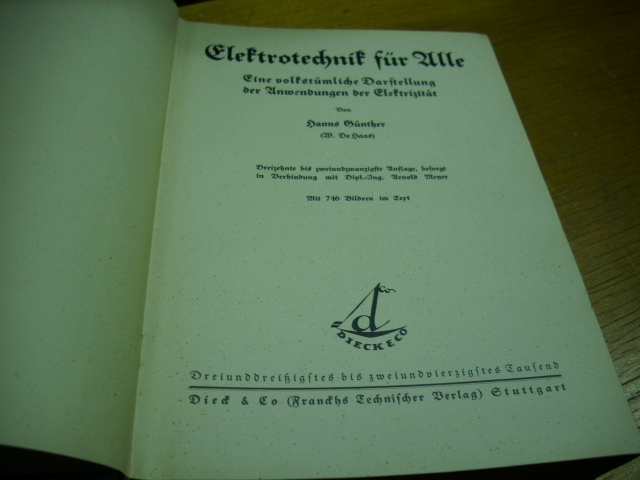 Elektrotechnik für Alle
Eine volkstümliche Darstellung
der Anwendungen der Elektrizität
Von
Hanns Günther
(W. De Haas)
Dreizehnte bis zweiundzwanzigste Auflage, besorgt
in Verbindung mit Dipl.-Ing. Arnold Meyer
Mit 746 Bildern im Text
d Co
DIECK & CO
Dreiunddreißigstes bis zweiundvierzigstes Tausend
Dieck & Co (Franckhs Technischer Verlag) Stuttgart